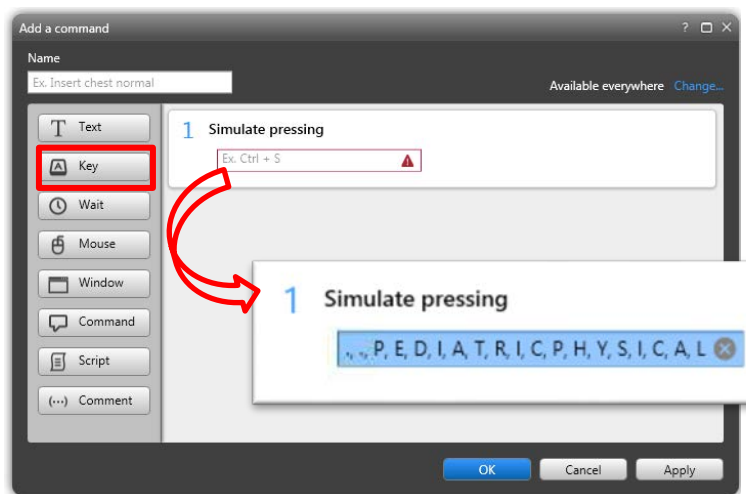 Add a command
?
Name
Ex. Insert chest normal
Available everywhere Change...
T Text
1 Simulate pressing
Ex. Ctrl + S
A Key
Wait
Mouse
Window
Command
Script
(...) Comment
1 Simulate pressing
., ., P, E, D, I, A, T, R, I, C, P, H, Y, S, I, C, A, L
OK Cancel Apply